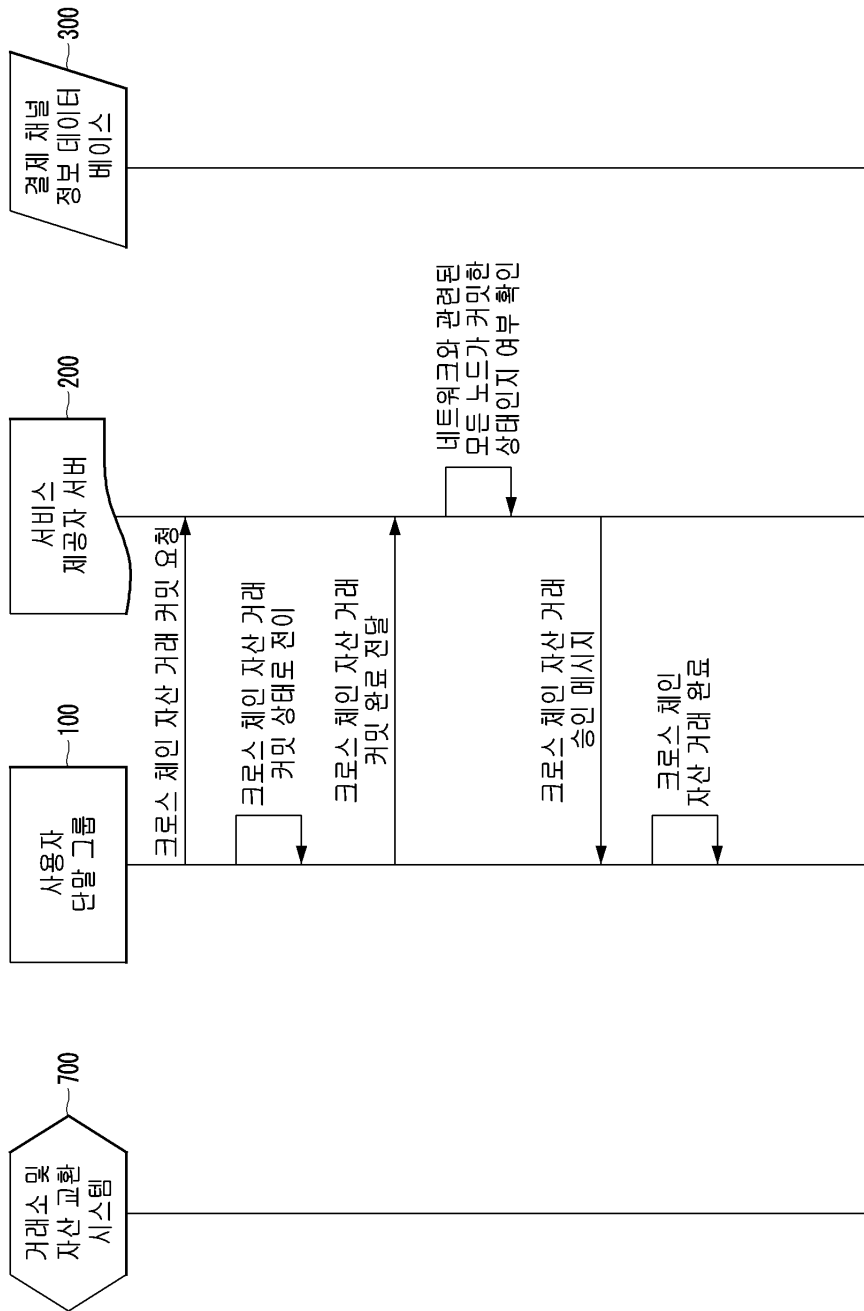 거래소 및
자산 교환
시스템
700
사용자
단말 그룹
100
서비스
제공자 서버
200
결제 채널
정보 데이터
베이스
300
크로스 체인 자산 거래 커밋 요청
크로스 체인 자산 거래
커밋 상태로 전이
크로스 체인 자산 거래
커밋 완료 전달
네트워크와 관련된
모든 노드가 커밋한
상태인지 여부 확인
크로스 체인 자산 거래
승인 메시지
크로스 체인
자산 거래 완료